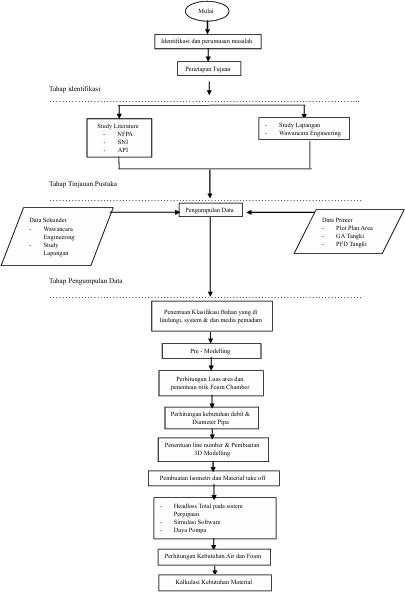 Mulai
Identifikasi dan perumusan masalah
Penetapan Tujuan
Tahap identifikasi
Study Literature
- NFPA
- SNI
- API
- Study Lapangan
- Wawancara Engineering
Tahap Tinjauan Pustaka
Pengumpulan Data
Data Sekunder
- Wawancara
Engineering
- Study
Lapangan
Data Primer
- Plot Plan Area
- GA Tangki
- PFD Tangki
Tahap Pengumpulan Data
Penentuan Klasifikasi Bahan yang di
lindungi, system & dan media pemadam
Pre - Modelling
Perhitungan Luas area dan
penentuan titik Foam Chamber
Perhitungan kebutuhan debit &
Diameter Pipa
Penentuan line number & Pembuatan
3D Modelling
Pembuatan Isometri dan Material take off
- Headloss Total pada sistem
Perpipaan
- Simulasi Software
- Daya Pompa
Perhitungan Kebutuhan Air dan Foam
Kalkulasi Kebutuhan Material